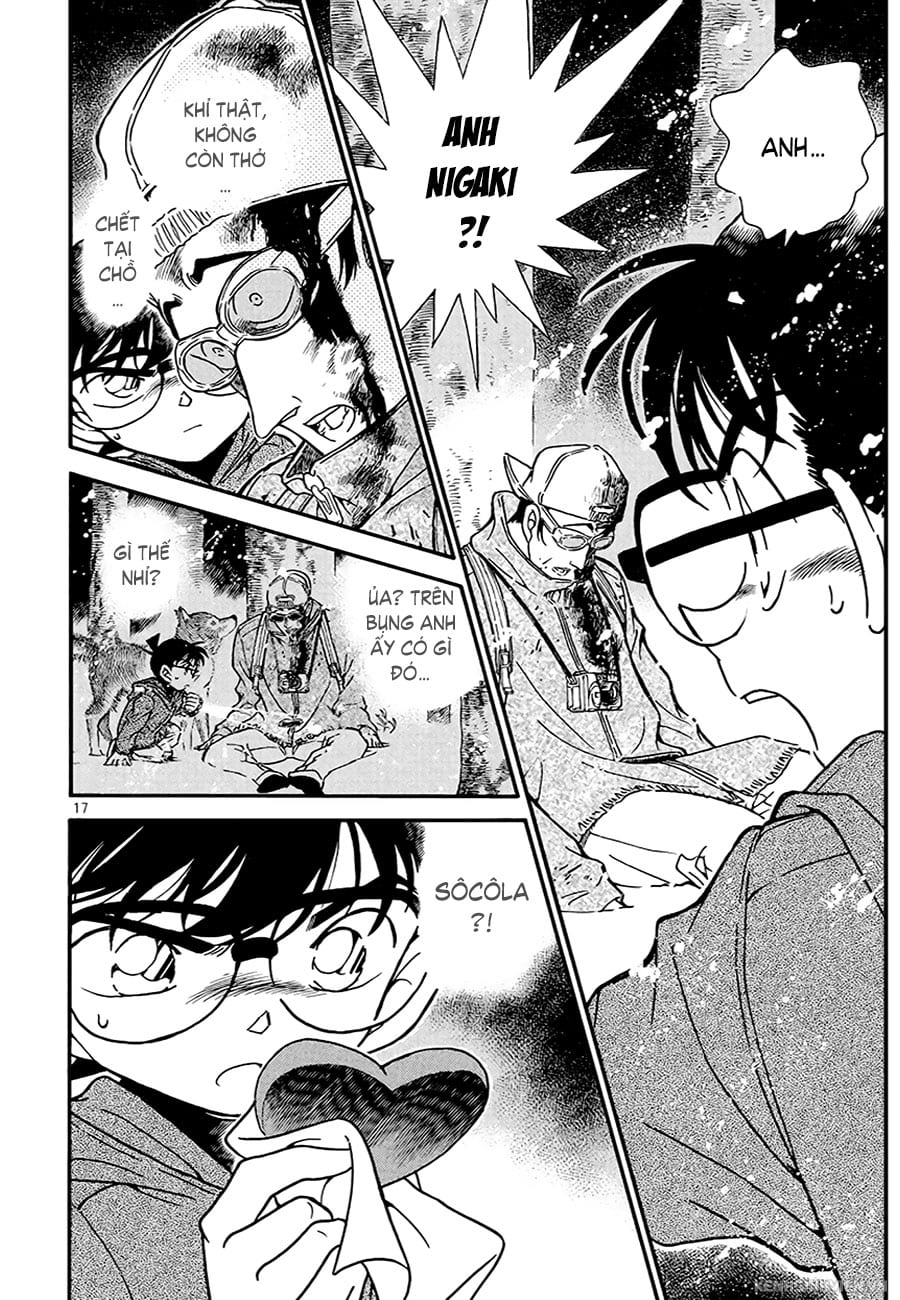 ANH...
ANH
NIGAKI
?!
KHÍ THẬT,
KHÔNG
CÒN THỞ
...
CHẾT
TẠI
CHỖ
...
GÌ THẾ
NHỈ?
ỦA? TRÊN
BỤNG ANH
ẤY CÓ GÌ
ĐÓ...
17
SÔCÔLA
?!